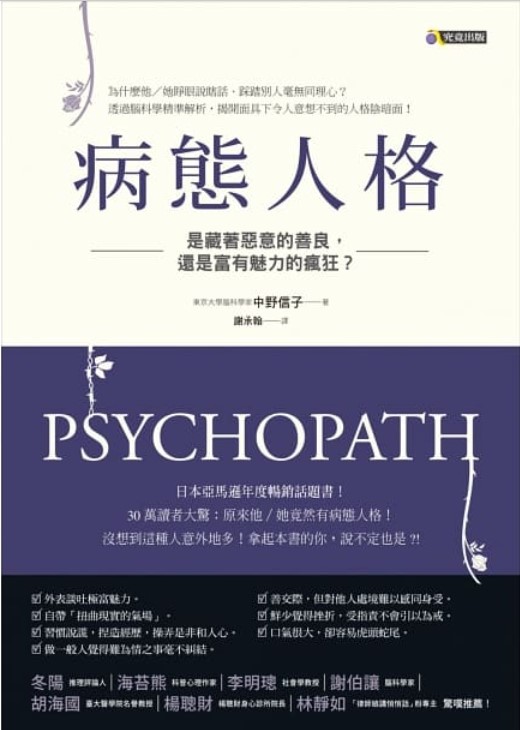 究竟出版
為什麼他/她睜眼說瞎話、踩踏別人毫無同理心?
透過腦科學精準解析,揭開面具下令人意想不到的人格陰暗面!
病態人格
是藏著惡意的善良,
還是富有魅力的瘋狂?
東京大學腦科學家 中野信子——著
謝承翰——譯
PSYCHOPATH
日本亞馬遜年度暢銷話題書!
30萬讀者大驚:原來他/她竟然有病態人格!
沒想到這種人意外地多!拿起本書的你,說不定也是?!
☑外表談吐極富魅力。
☑自帶「扭曲現實的氣場」。
☑習慣說謊,捏造經歷,操弄是非和人心。
☑做一般人覺得難為情之事毫不糾結。
☑善交際,但對他人處境難以感同身受。
☑鮮少覺得挫折,受指責不會引以為戒。
☑口氣很大,卻容易虎頭蛇尾。
冬陽 推理評論人|海苔熊 科普心理作家|李明璁 社會學教授|謝伯讓 腦科學家
胡海國 臺大醫學院名譽教授|楊聰財 楊聰財身心診所院長|林靜如 「律師娘講悄悄話」粉專主 驚嘆推薦!